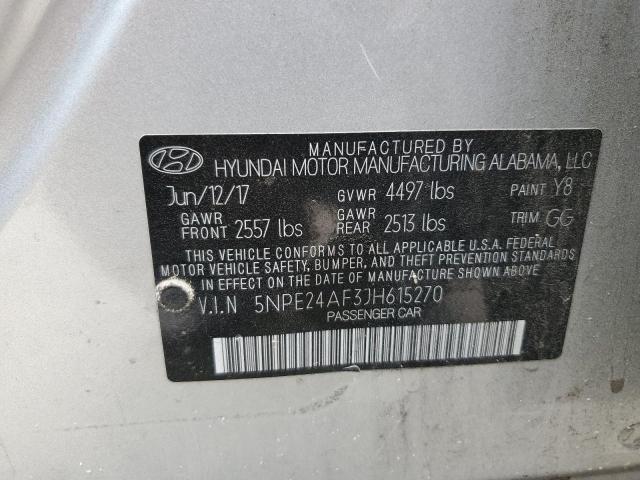 MANUFACTURED BY
HYUNDAI MOTOR MANUFACTURING ALABAMA, LLC
Jun/12/17 GVWR 4497 lbs PAINT Y8
GAWR FRONT 2557 lbs GAWR REAR 2513 lbs TRIM GG
THIS VEHICLE CONFORMS TO ALL APPLICABLE U.S.A. FEDERAL
MOTOR VEHICLE SAFETY, BUMPER, AND THEFT PREVENTION STANDARDS
IN EFFECT ON THE DATE OF MANUFACTURE SHOWN ABOVE.
V.I.N 5NPE24AF3JH615270
PASSENGER CAR